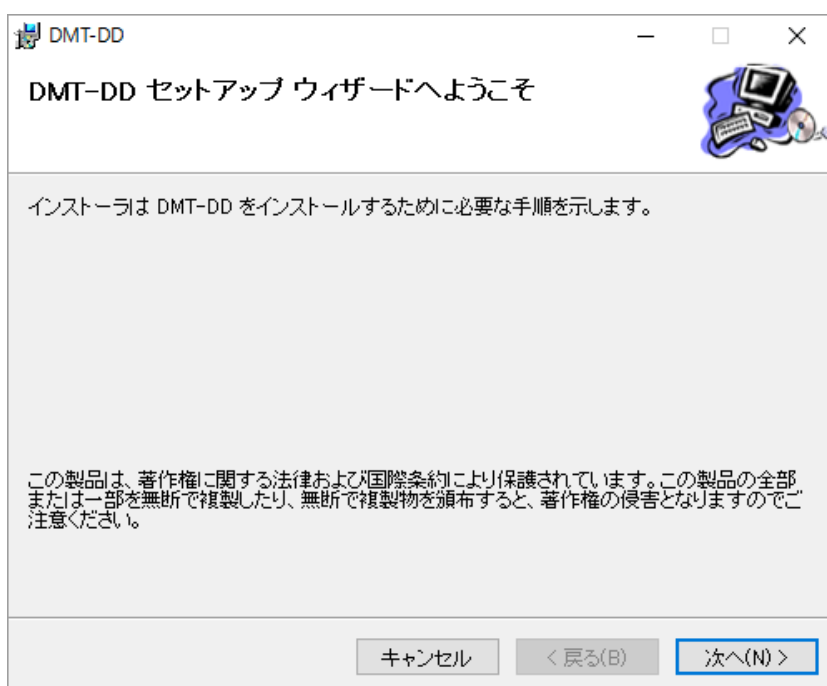 DMT-DD
DMT-DD セットアップ ウィザードへようこそ
インストーラは DMT-DD をインストールするために必要な手順を示します。
この製品は、著作権に関する法律および国際条約により保護されています。この製品の全部
または一部を無断で複製したり、無断で複製物を頒布すると、著作権の侵害となりますのでご
注意ください。
キャンセル
< 戻る(B)
次へ(N) >